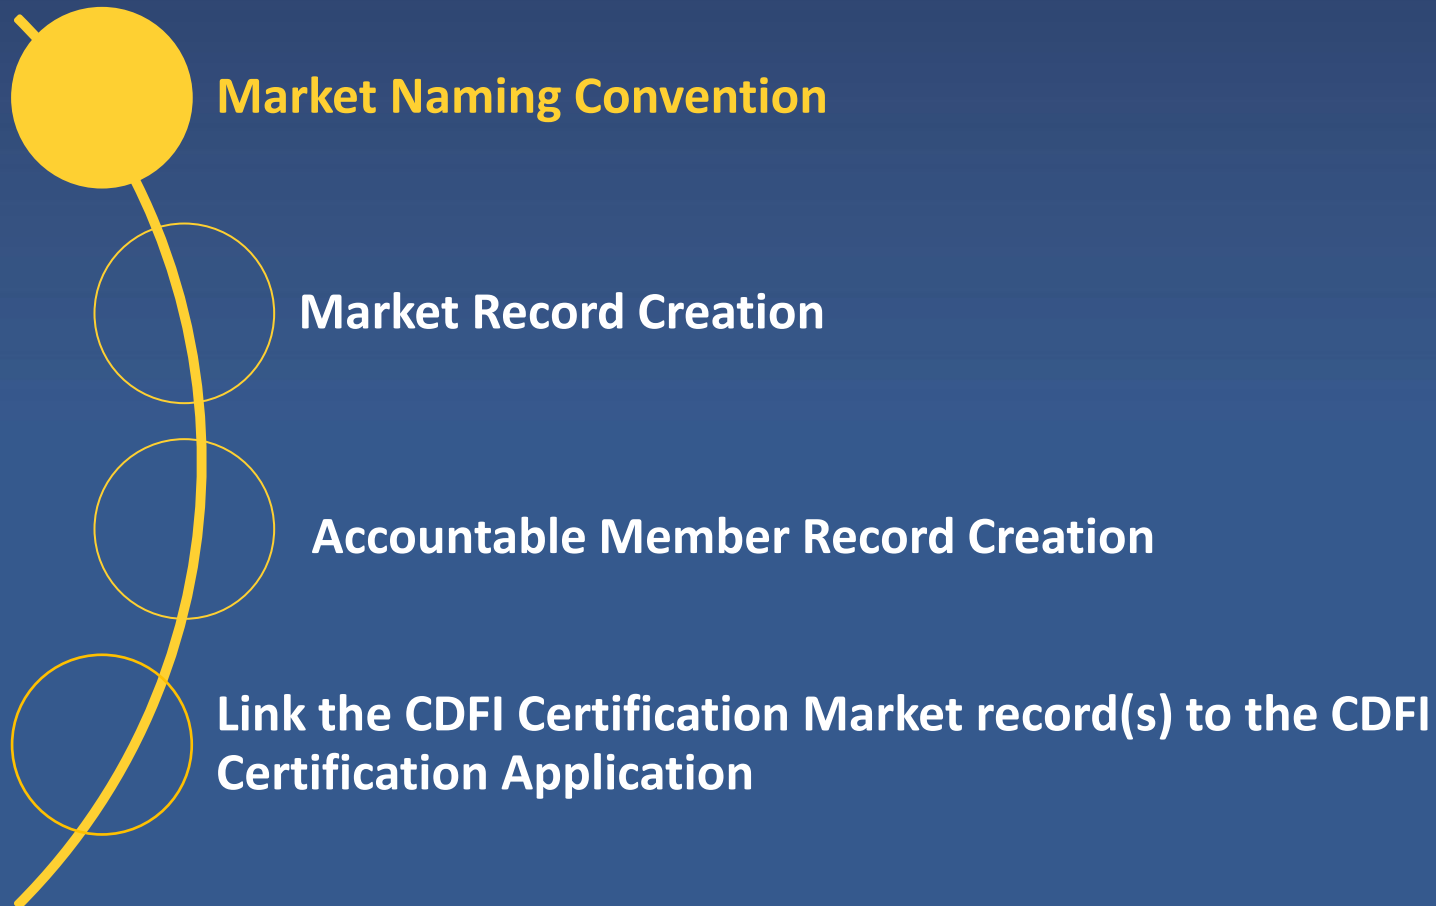 Market Naming Convention
Market Record Creation
Accountable Member Record Creation
Link the CDFI Certification Market record(s) to the CDFI
Certification Application